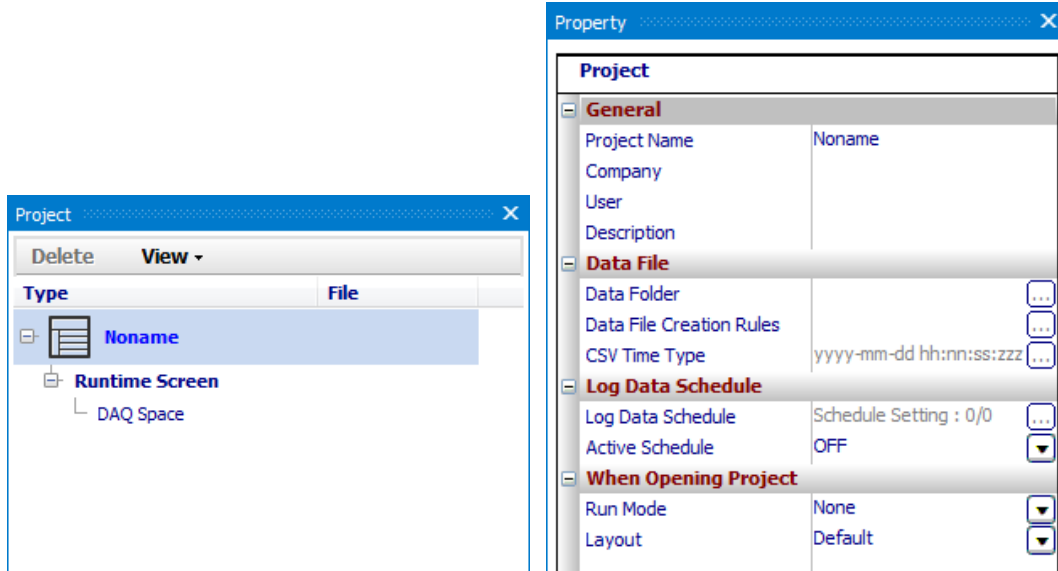 Project
Delete View
Type File
Noname
Runtime Screen
DAQ Space
Property
Project
General
Project Name Noname
Company
User
Description
Data File
Data Folder ...
Data File Creation Rules ...
CSV Time Type yyyy-mm-dd hh:nn:ss:zzz ...
Log Data Schedule
Log Data Schedule Schedule Setting : 0/0 ...
Active Schedule OFF
When Opening Project
Run Mode None
Layout Default